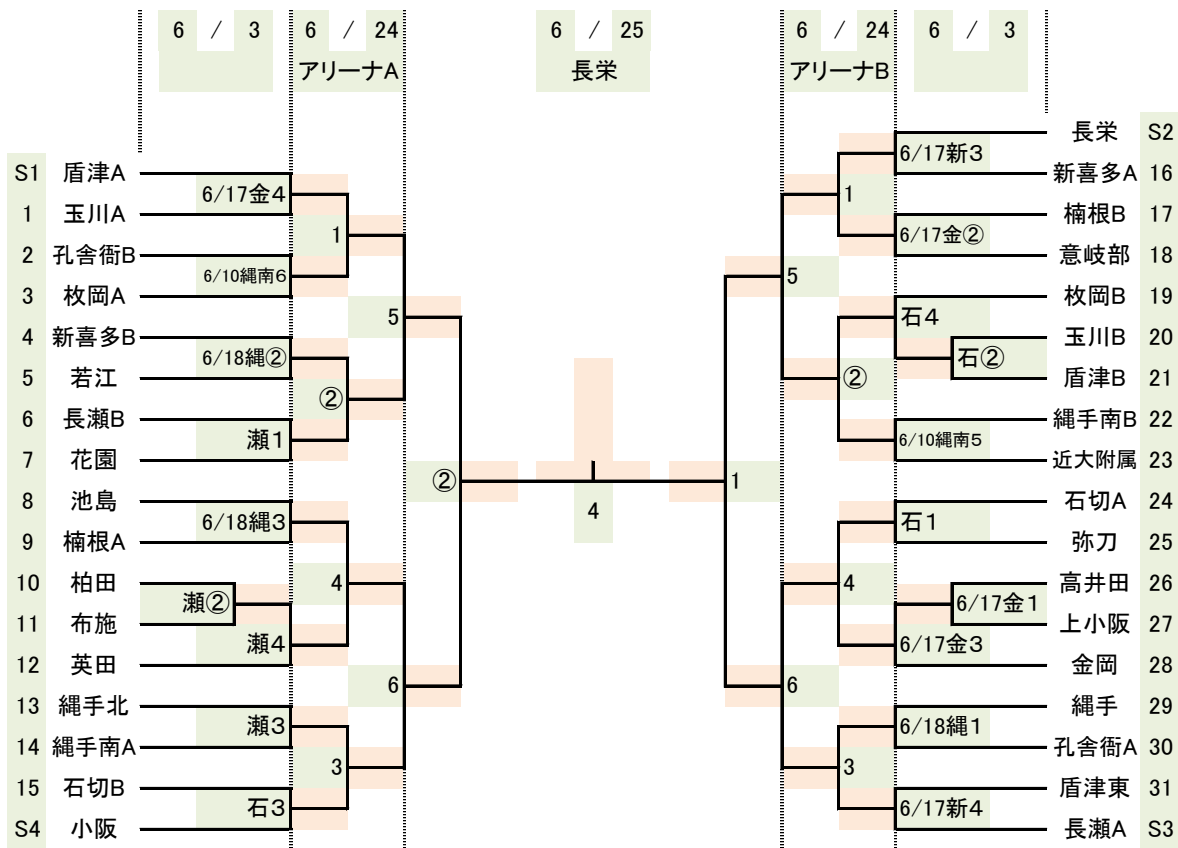 6 / 3
6 / 24
6 / 25
6 / 24
6 / 3
アリーナA
長栄
アリーナB
S1 盾津A
1 玉川A
2 孔舎衙B
3 枚岡A
4 新喜多B
5 若江
6 長瀬B
7 花園
8 池島
9 楠根A
10 柏田
11 布施
12 英田
13 縄手北
14 縄手南A
15 石切B
S4 小阪
6/17金4
6/10縄南6
6/18縄②
瀬1
6/18縄3
瀬②
瀬4
瀬3
石3
1
②
4
3
5
6
②
4
1
5
6
1
②
4
3
6/17新3
6/17金②
石4
石②
6/10縄南5
石1
6/17金1
6/17金3
6/18縄1
6/17新4
長栄 S2
新喜多A 16
楠根B 17
意岐部 18
枚岡B 19
玉川B 20
盾津B 21
縄手南B 22
近大附属 23
石切A 24
弥刀 25
高井田 26
上小阪 27
金岡 28
縄手 29
孔舎衙A 30
盾津東 31
長瀬A S3